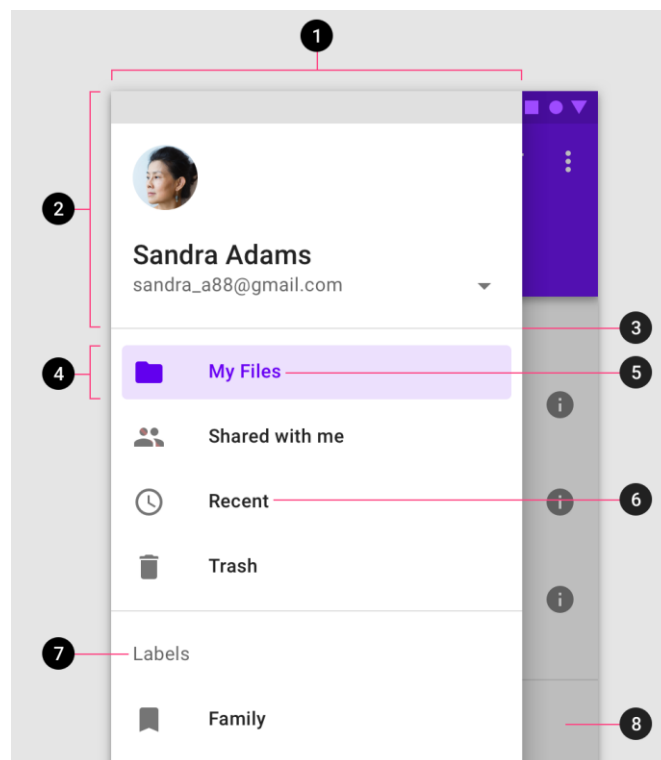 1
2
Sandra Adams
sandra_a88@gmail.com
3
4
My Files
5
Shared with me
Recent
6
Trash
7
Labels
Family
8